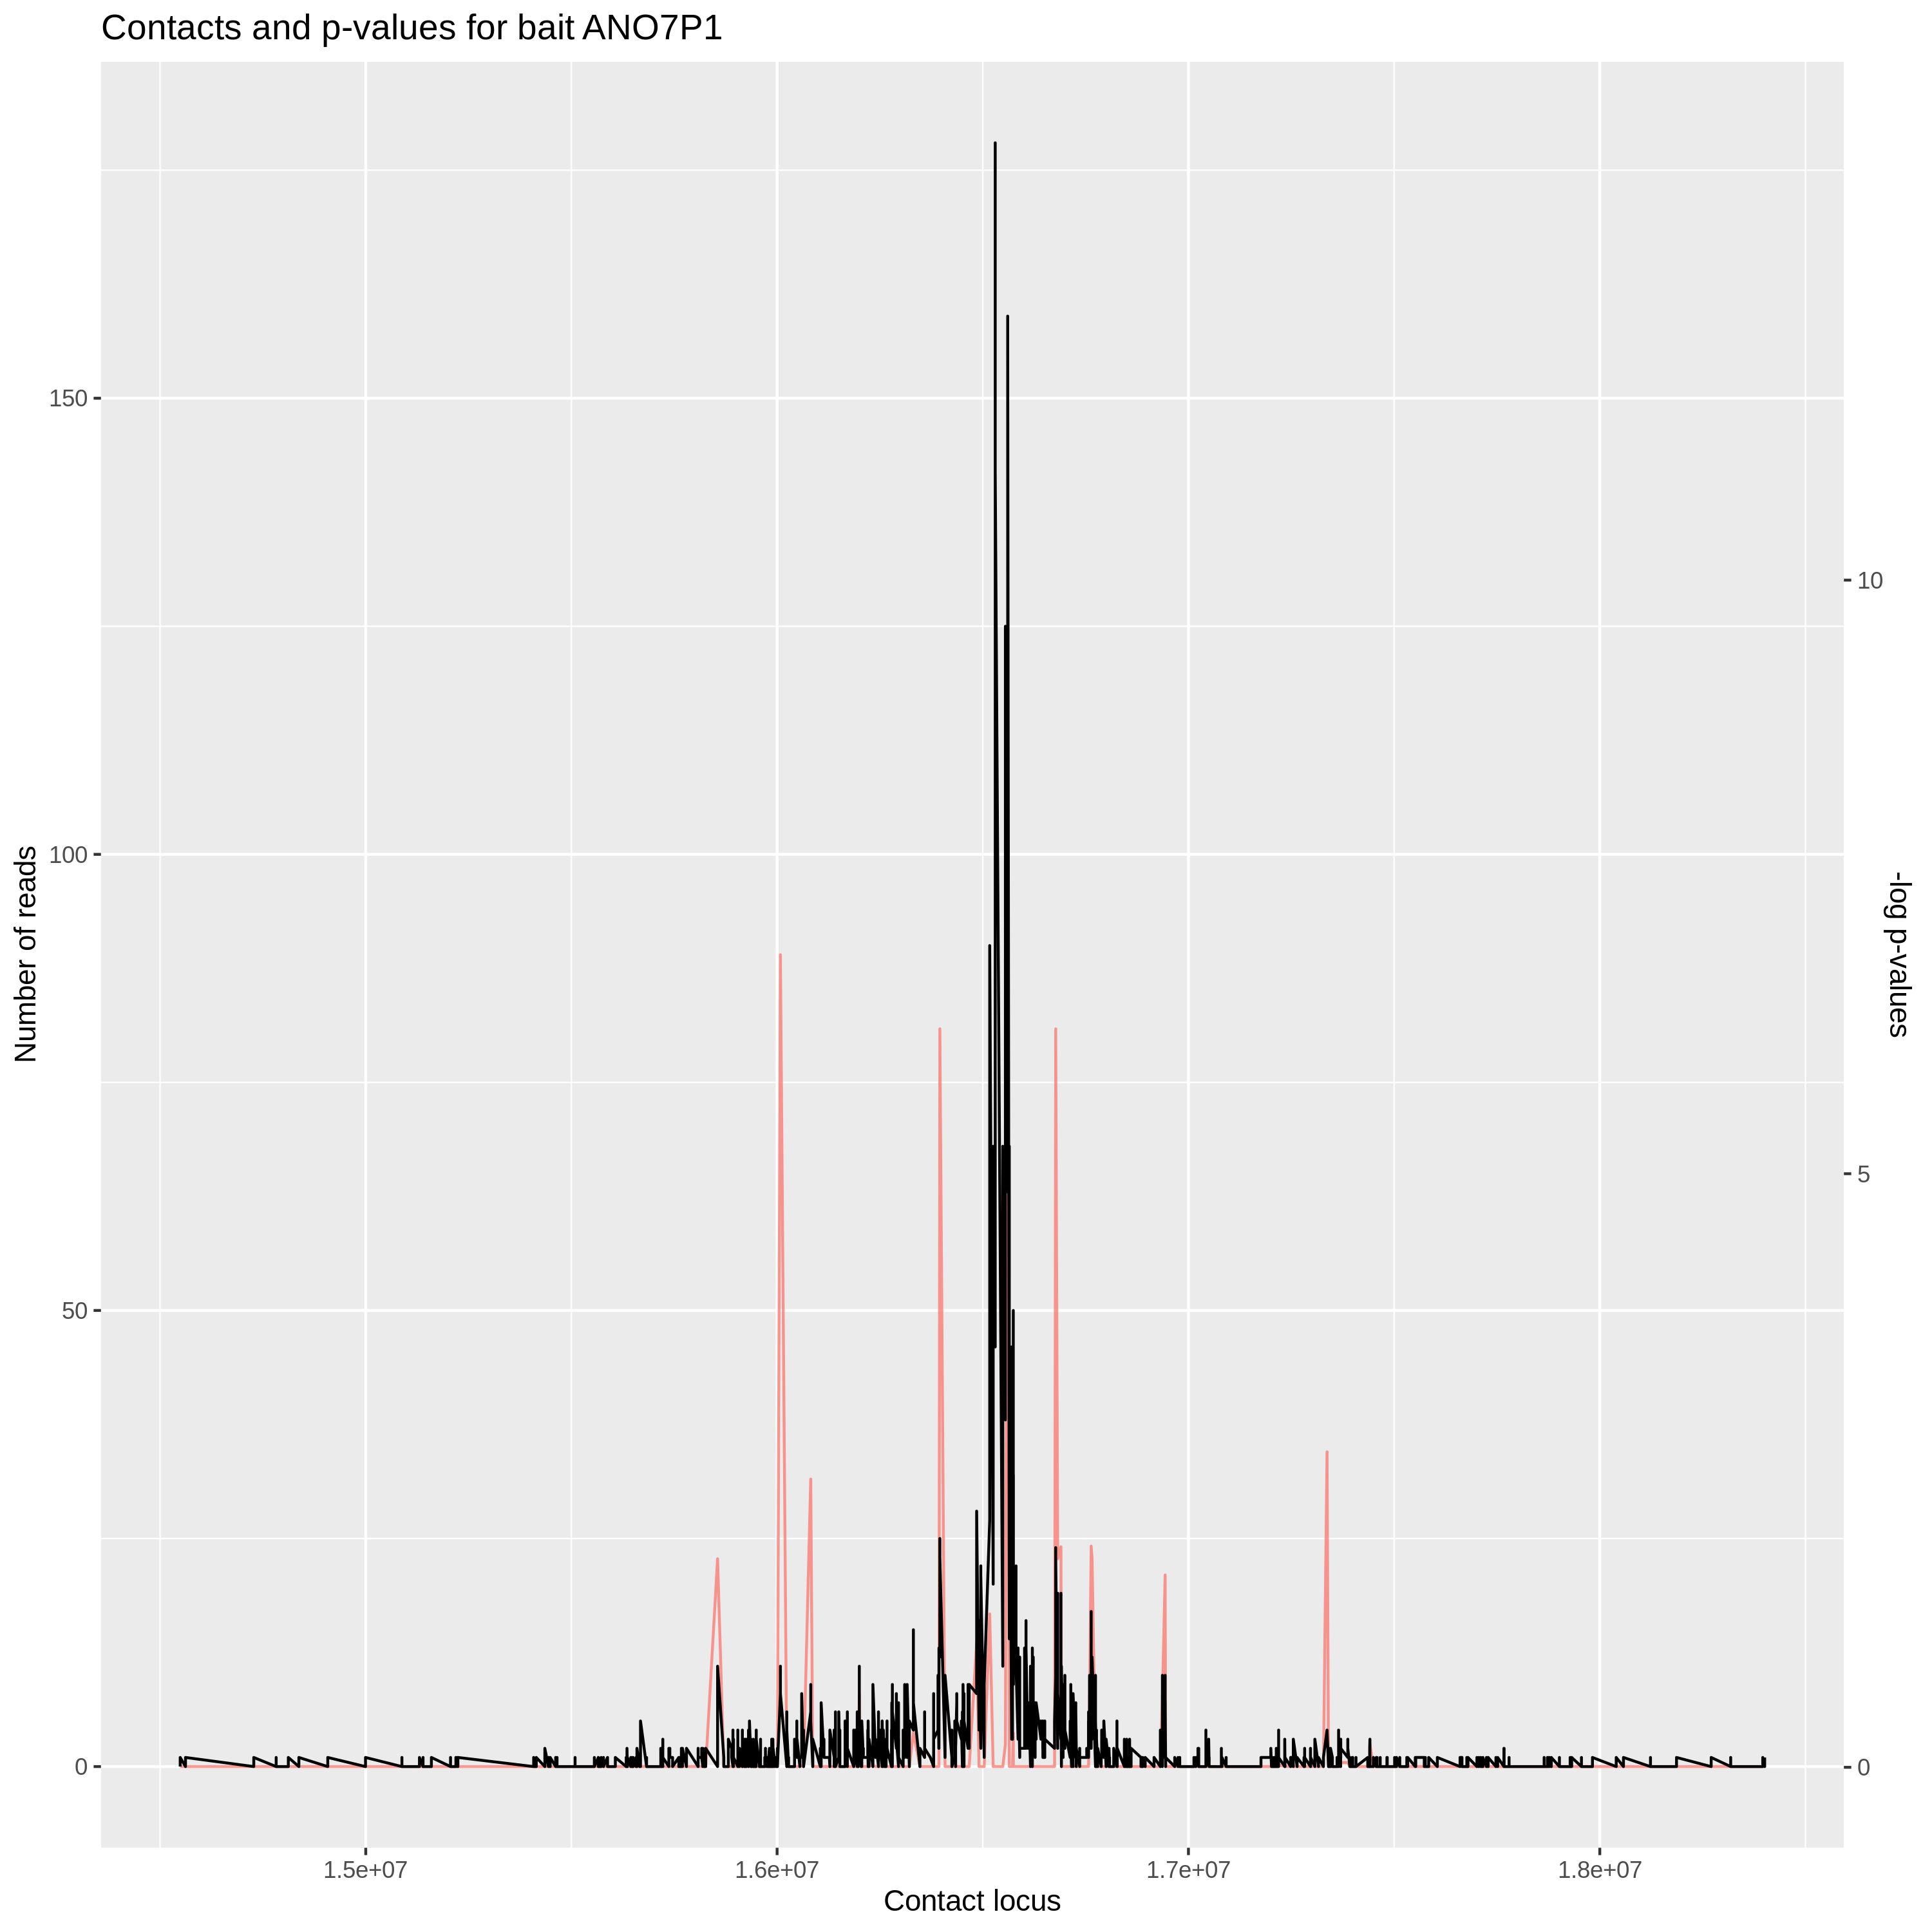 Contacts and p-values for bait ANO7P1
150
100
50
0
Number of reads
10
5
0
-log p-values
1.5e+07
1.6e+07
1.7e+07
1.8e+07
Contact locus